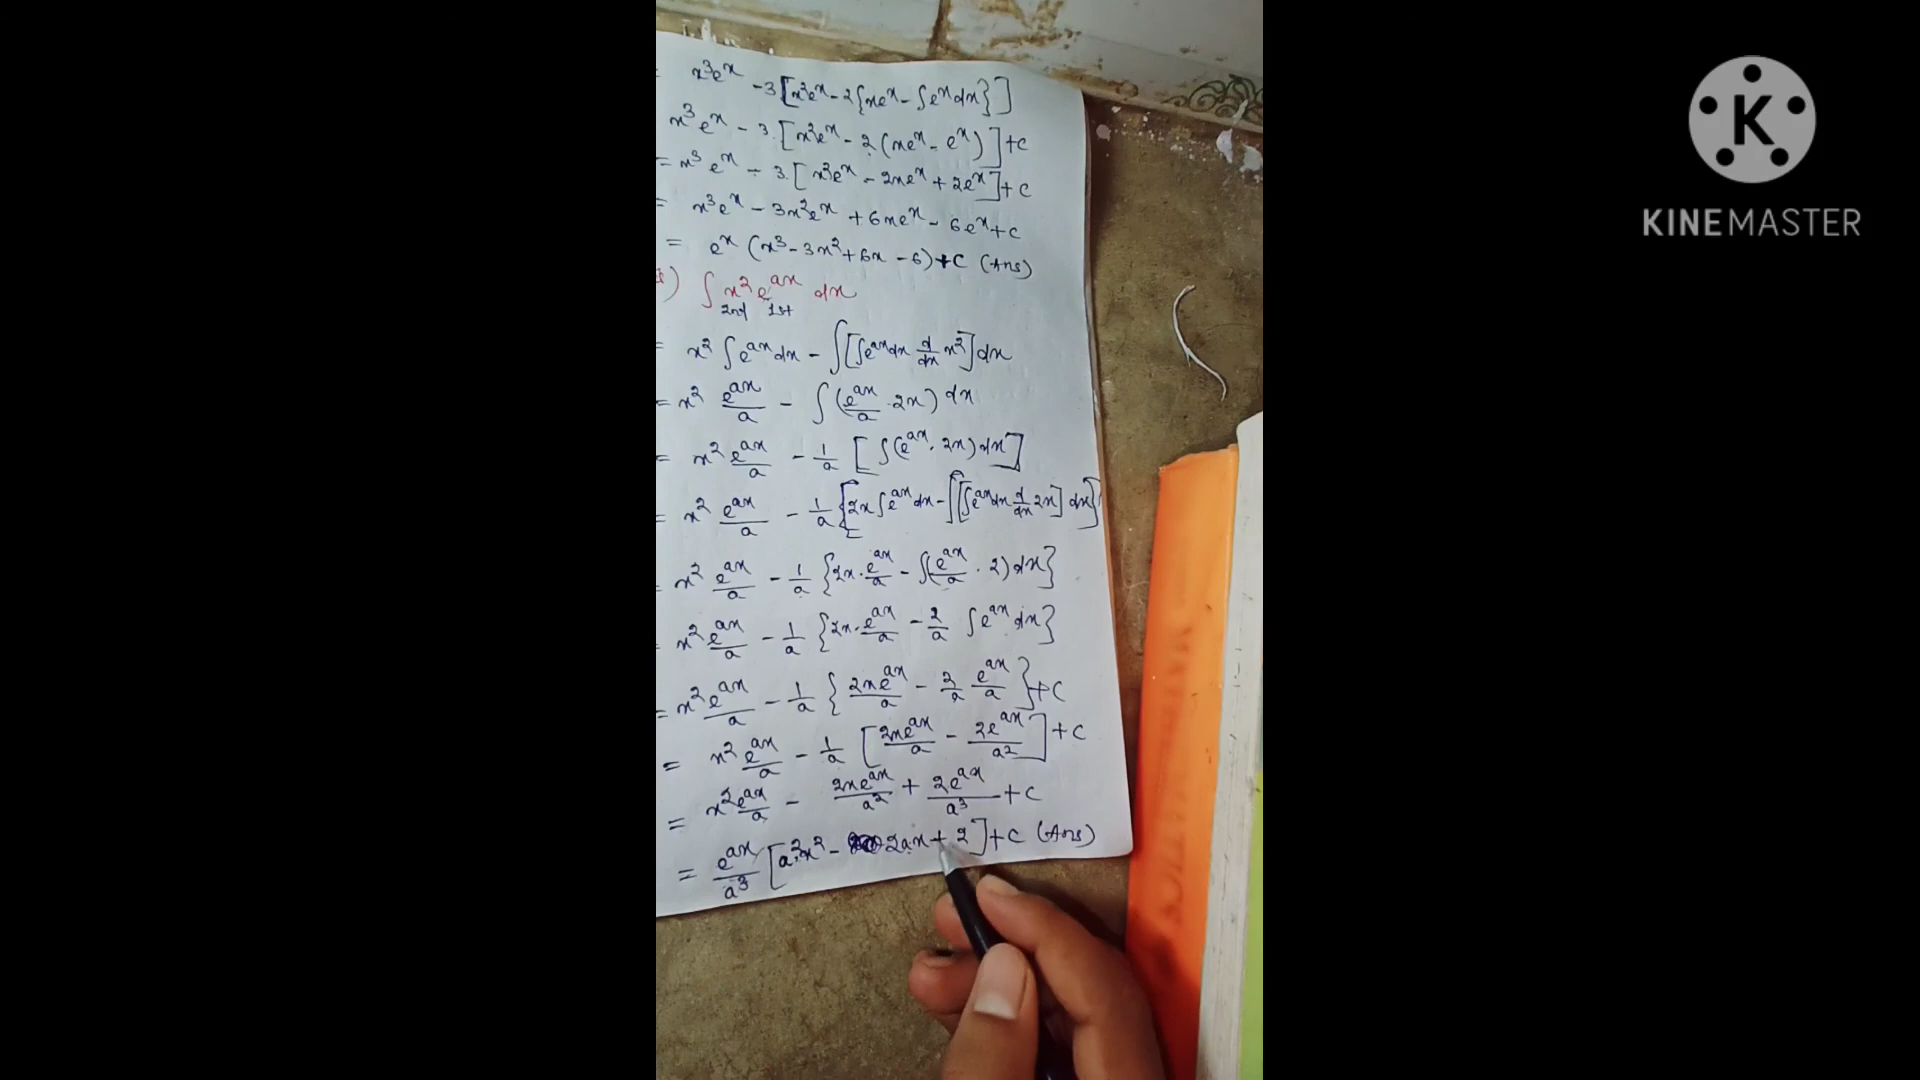 = x³eˣ - 3[x²eˣ - 2{xeˣ - ∫eˣdx}]
x³eˣ - 3.[x²eˣ - 2(xeˣ - eˣ)]+c
= x³eˣ - 3.[x²eˣ - 2xeˣ + 2eˣ]+c
= x³eˣ - 3x²eˣ + 6xeˣ - 6eˣ+c
= eˣ (x³ - 3x² + 6x - 6)+c (Ans)
) ∫x²eᵃˣ dx
2nd 1st
= x² ∫eᵃˣdx - ∫[∫eᵃˣdx d/dx x²]dx
= x² eᵃˣ/a - ∫(eᵃˣ/a · 2x) dx
= x² eᵃˣ/a - 1/a [∫(eᵃˣ · 2x)dx]
= x² eᵃˣ/a - 1/a {2x∫eᵃˣdx - ∫[∫eᵃˣdx d/dx 2x]dx}
= x² eᵃˣ/a - 1/a {2x·eᵃˣ/a - ∫(eᵃˣ/a · 2)dx}
= x² eᵃˣ/a - 1/a {2x·eᵃˣ/a - 2/a ∫eᵃˣdx}
= x² eᵃˣ/a - 1/a {2xeᵃˣ/a - 2/a eᵃˣ/a}+c
= x² eᵃˣ/a - 1/a [2xeᵃˣ/a - 2eᵃˣ/a²]+c
= x²eᵃˣ/a - 2xeᵃˣ/a² + 2eᵃˣ/a³ +c
= eᵃˣ/a³ [a²x² - 2ax+2]+c (Ans)
K
KINEMASTER